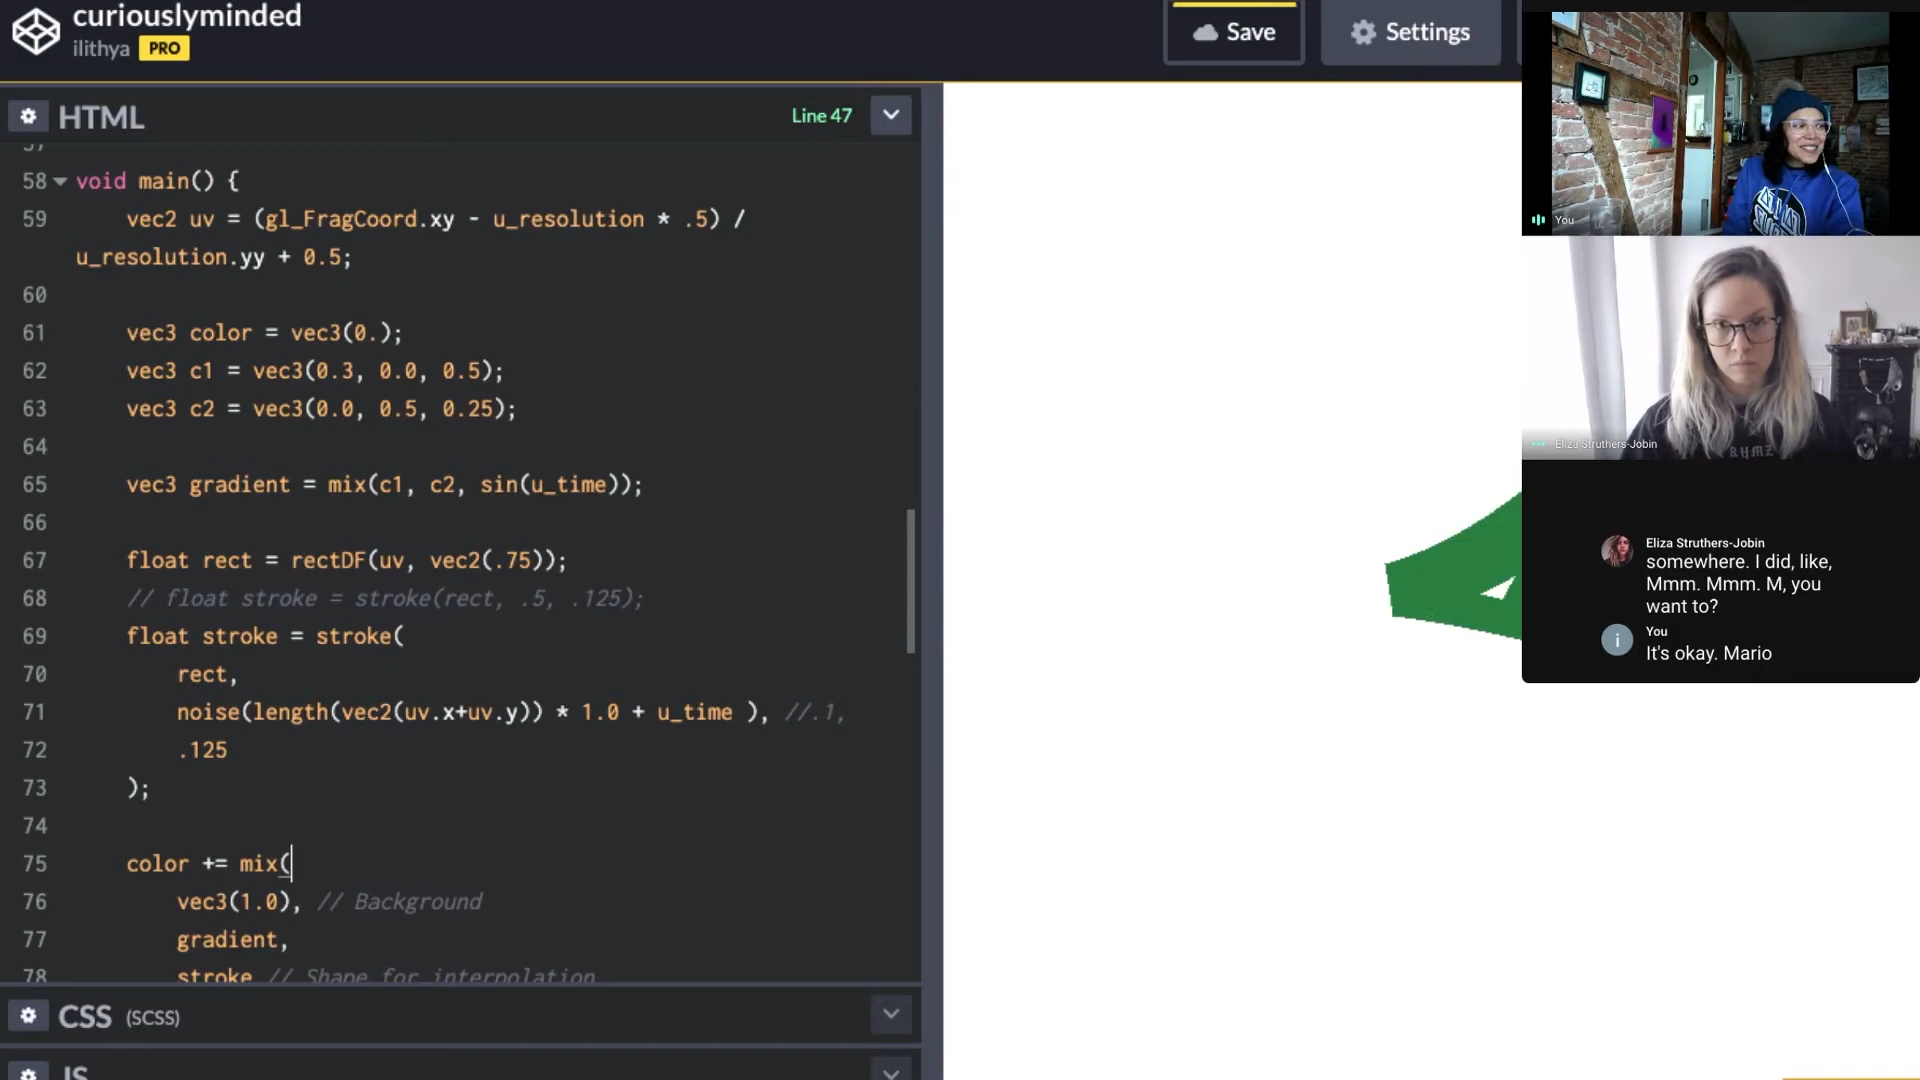 curiouslyminded
ilithya PRO
Save
Settings
HTML
Line 47
57
58 void main() {
59 vec2 uv = (gl_FragCoord.xy - u_resolution * .5) /
u_resolution.yy + 0.5;
60
61 vec3 color = vec3(0.);
62 vec3 c1 = vec3(0.3, 0.0, 0.5);
63 vec3 c2 = vec3(0.0, 0.5, 0.25);
64
65 vec3 gradient = mix(c1, c2, sin(u_time));
66
67 float rect = rectDF(uv, vec2(.75));
68 // float stroke = stroke(rect, .5, .125);
69 float stroke = stroke(
70 rect,
71 noise(length(vec2(uv.x+uv.y)) * 1.0 + u_time ), //.1,
72 .125
73 );
74
75 color += mix(
76 vec3(1.0), // Background
77 gradient,
78 stroke // Shape for interpolation
CSS (SCSS)
JS
You
Eliza Struthers-Jobin
Eliza Struthers-Jobin
somewhere. I did, like,
Mmm. Mmm. M, you
want to?
i
You
It's okay. Mario